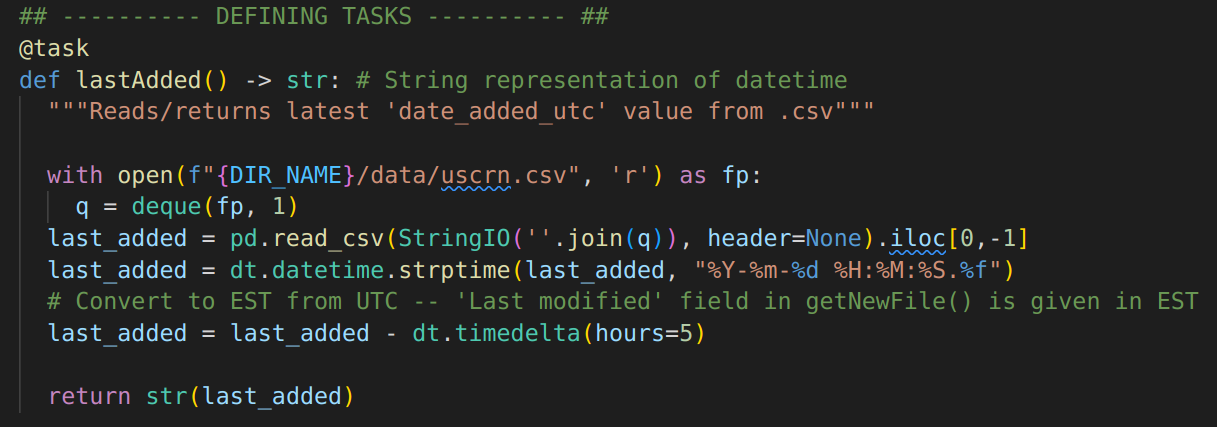 ## ---------- DEFINING TASKS ---------- ##
@task
def lastAdded() -> str: # String representation of datetime
  """Reads/returns latest 'date_added_utc' value from .csv"""
  with open(f"{DIR_NAME}/data/uscrn.csv", 'r') as fp:
    q = deque(fp, 1)
  last_added = pd.read_csv(StringIO(''.join(q)), header=None).iloc[0,-1]
  last_added = dt.datetime.strptime(last_added, "%Y-%m-%d %H:%M:%S.%f")
  # Convert to EST from UTC -- 'Last modified' field in getNewFile() is given in EST
  last_added = last_added - dt.timedelta(hours=5)
  return str(last_added)